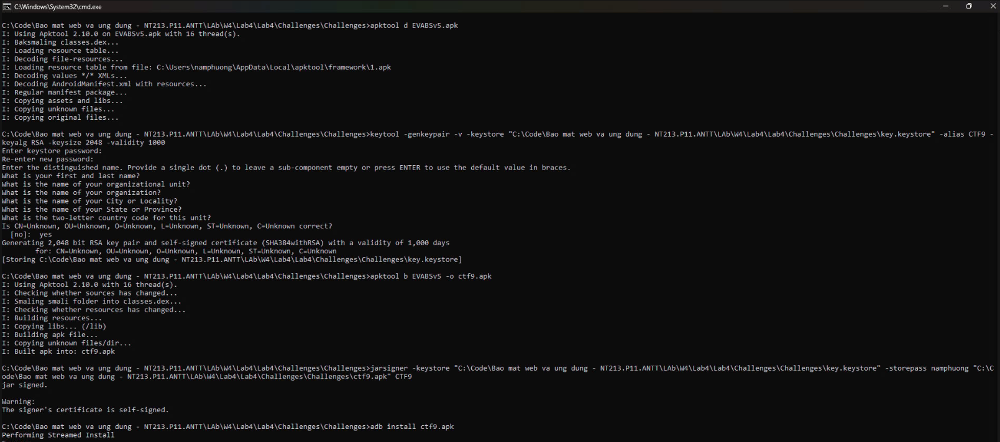 C:\Windows\System32\cmd.exe
C:\Code\Bao mat web va ung dung - NT213.P11.ANTT\LAb\W4\Lab4\Lab4\Challenges\Challenges>apktool d EVABSv5.apk
I: Using Apktool 2.10.0 on EVABSv5.apk with 16 thread(s).
I: Baksmaling classes.dex...
I: Loading resource table...
I: Decoding file-resources...
I: Loading resource table from file: C:\Users\namphuong\AppData\Local\apktool\framework\1.apk
I: Decoding values */* XMLs...
I: Decoding AndroidManifest.xml with resources...
I: Regular manifest package...
I: Copying assets and libs...
I: Copying unknown files...
I: Copying original files...
C:\Code\Bao mat web va ung dung - NT213.P11.ANTT\LAb\W4\Lab4\Lab4\Challenges\Challenges>keytool -genkeypair -v -keystore "C:\Code\Bao mat web va ung dung - NT213.P11.ANTT\LAb\W4\Lab4\Lab4\Challenges\Challenges\key.keystore" -alias CTF9 -
keyalg RSA -keysize 2048 -validity 1000
Enter keystore password:
Re-enter new password:
Enter the distinguished name. Provide a single dot (.) to leave a sub-component empty or press ENTER to use the default value in braces.
What is your first and last name?
What is the name of your organizational unit?
What is the name of your organization?
What is the name of your City or Locality?
What is the name of your State or Province?
What is the two-letter country code for this unit?
Is CN=Unknown, OU=Unknown, O=Unknown, L=Unknown, ST=Unknown, C=Unknown correct?
[no]:  yes
Generating 2,048 bit RSA key pair and self-signed certificate (SHA384withRSA) with a validity of 1,000 days
for: CN=Unknown, OU=Unknown, O=Unknown, L=Unknown, ST=Unknown, C=Unknown
[Storing C:\Code\Bao mat web va ung dung - NT213.P11.ANTT\LAb\W4\Lab4\Lab4\Challenges\Challenges\key.keystore]
C:\Code\Bao mat web va ung dung - NT213.P11.ANTT\LAb\W4\Lab4\Lab4\Challenges\Challenges>apktool b EVABSv5 -o ctf9.apk
I: Using Apktool 2.10.0 with 16 thread(s).
I: Checking whether sources has changed...
I: Smaling smali folder into classes.dex...
I: Checking whether resources has changed...
I: Building resources...
I: Copying libs... (/lib)
I: Building apk file...
I: Copying unknown files/dir...
I: Built apk into: ctf9.apk
C:\Code\Bao mat web va ung dung - NT213.P11.ANTT\LAb\W4\Lab4\Lab4\Challenges\Challenges>jarsigner -keystore "C:\Code\Bao mat web va ung dung - NT213.P11.ANTT\LAb\W4\Lab4\Lab4\Challenges\Challenges\key.keystore" -storepass namphuong "C:\C
ode\Bao mat web va ung dung - NT213.P11.ANTT\LAb\W4\Lab4\Lab4\Challenges\Challenges\ctf9.apk" CTF9
jar signed.
Warning:
The signer's certificate is self-signed.
C:\Code\Bao mat web va ung dung - NT213.P11.ANTT\LAb\W4\Lab4\Lab4\Challenges\Challenges>adb install ctf9.apk
Performing Streamed Install